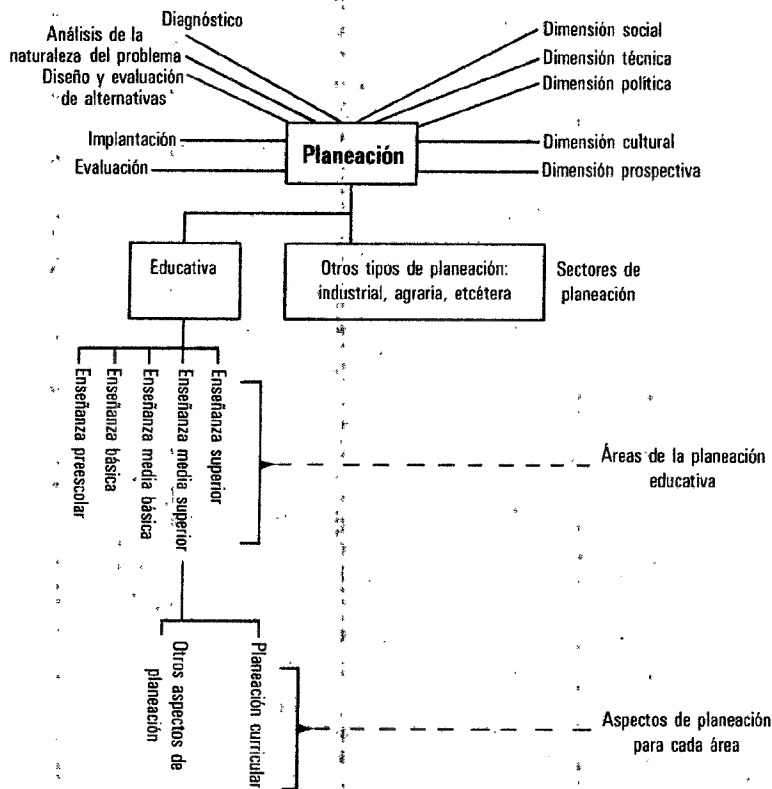 Diagnóstico
Análisis de la
naturaleza del problema
Diseño y evaluación
de alternativas
Implantación
Evaluación
Planeación
Dimensión social
Dimensión técnica
Dimensión política
Dimensión cultural
Dimensión prospectiva
Educativa
Otros tipos de planeación:
industrial, agraria, etcétera
Sectores de
planeación
Enseñanza preescolar
Enseñanza básica
Enseñanza media básica
Enseñanza media superior
Enseñanza superior
Áreas de la planeación
educativa
Otros aspectos de
planeación
Planeación curricular
Aspectos de planeación
para cada área